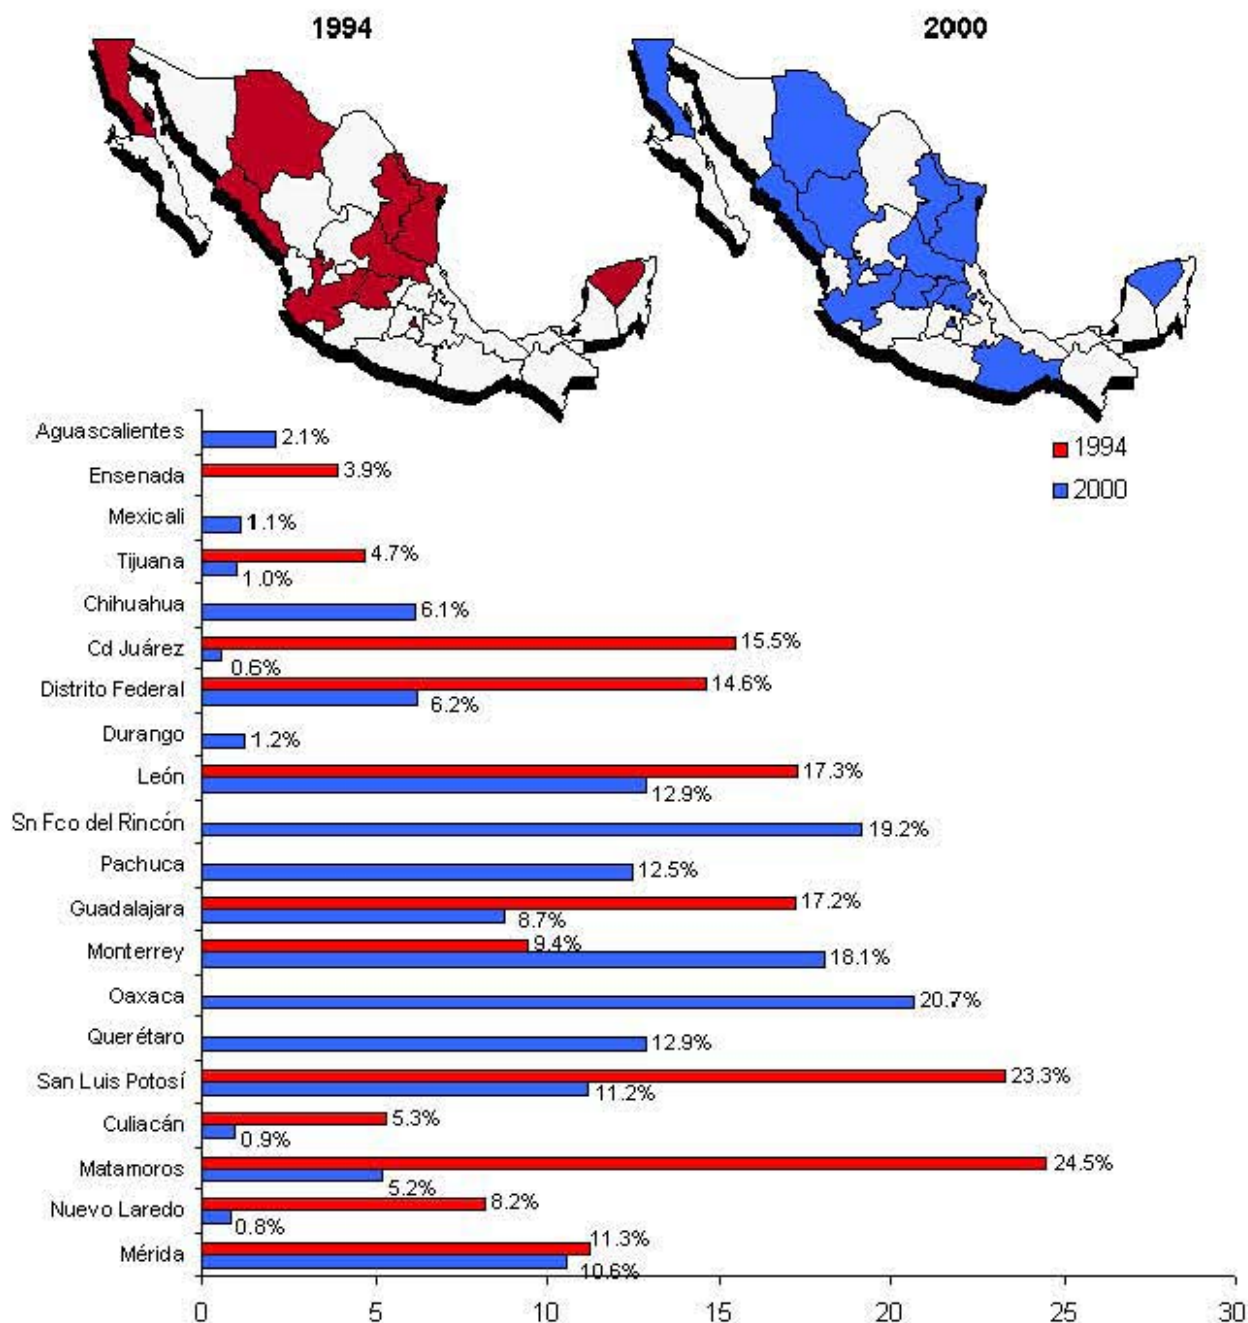 1994 2000
Aguascalientes 2.1%
1994
Ensenada 3.9%
2000
Mexicali 1.1%
Tijuana 4.7%
1.0%
Chihuahua 6.1%
Cd Juárez 15.5%
0.6%
Distrito Federal 14.6%
6.2%
Durango 1.2%
León 17.3%
12.9%
Sn Fco del Rincón 19.2%
Pachuca 12.5%
Guadalajara 17.2%
8.7%
Monterrey 9.4%
18.1%
Oaxaca 20.7%
Querétaro 12.9%
San Luis Potosí 23.3%
11.2%
Culiacán 5.3%
0.9%
Matamoros 24.5%
5.2%
Nuevo Laredo 8.2%
0.8%
Mérida 11.3%
10.6%
0 5 10 15 20 25 30